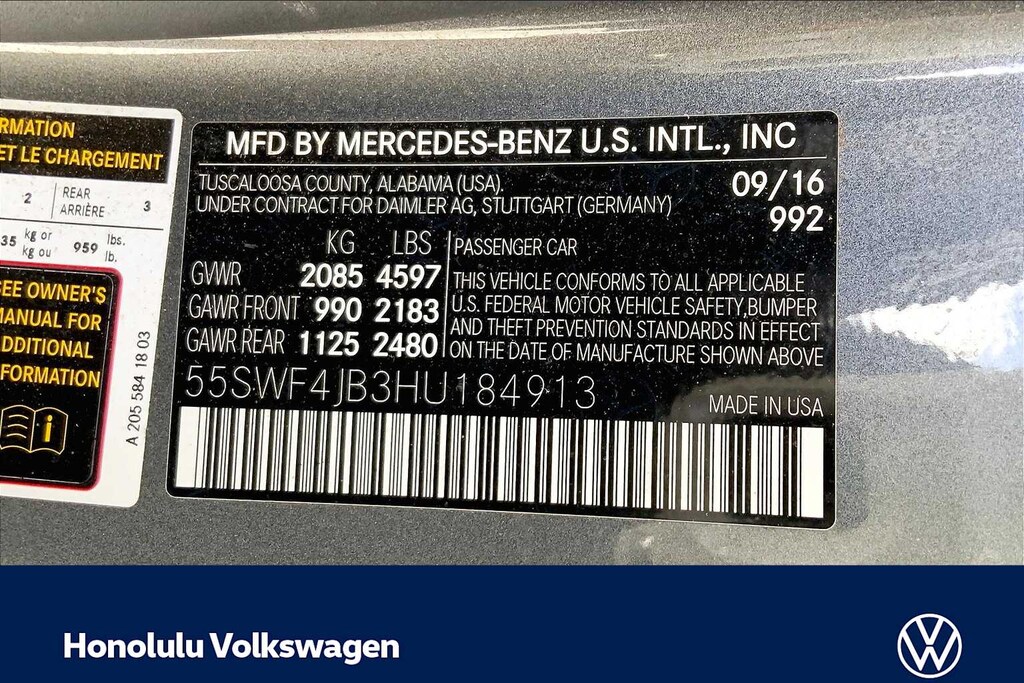 RMATION
ET LE CHARGEMENT
2 REAR ARRIÈRE 3
35 kg or kg ou 959 lbs. lb.
SEE OWNER'S
MANUAL FOR
ADDITIONAL
FORMATION
i
A 205 584 18 03
MFD BY MERCEDES-BENZ U.S. INTL., INC
TUSCALOOSA COUNTY, ALABAMA (USA). 09/16
UNDER CONTRACT FOR DAIMLER AG, STUTTGART (GERMANY) 992
KG LBS PASSENGER CAR
GVWR 2085 4597
GAWR FRONT 990 2183
GAWR REAR 1125 2480
THIS VEHICLE CONFORMS TO ALL APPLICABLE
U.S. FEDERAL MOTOR VEHICLE SAFETY,BUMPER
AND THEFT PREVENTION STANDARDS IN EFFECT
ON THE DATE OF MANUFACTURE SHOWN ABOVE
55SWF4JB3HU184913
MADE IN USA
Honolulu Volkswagen